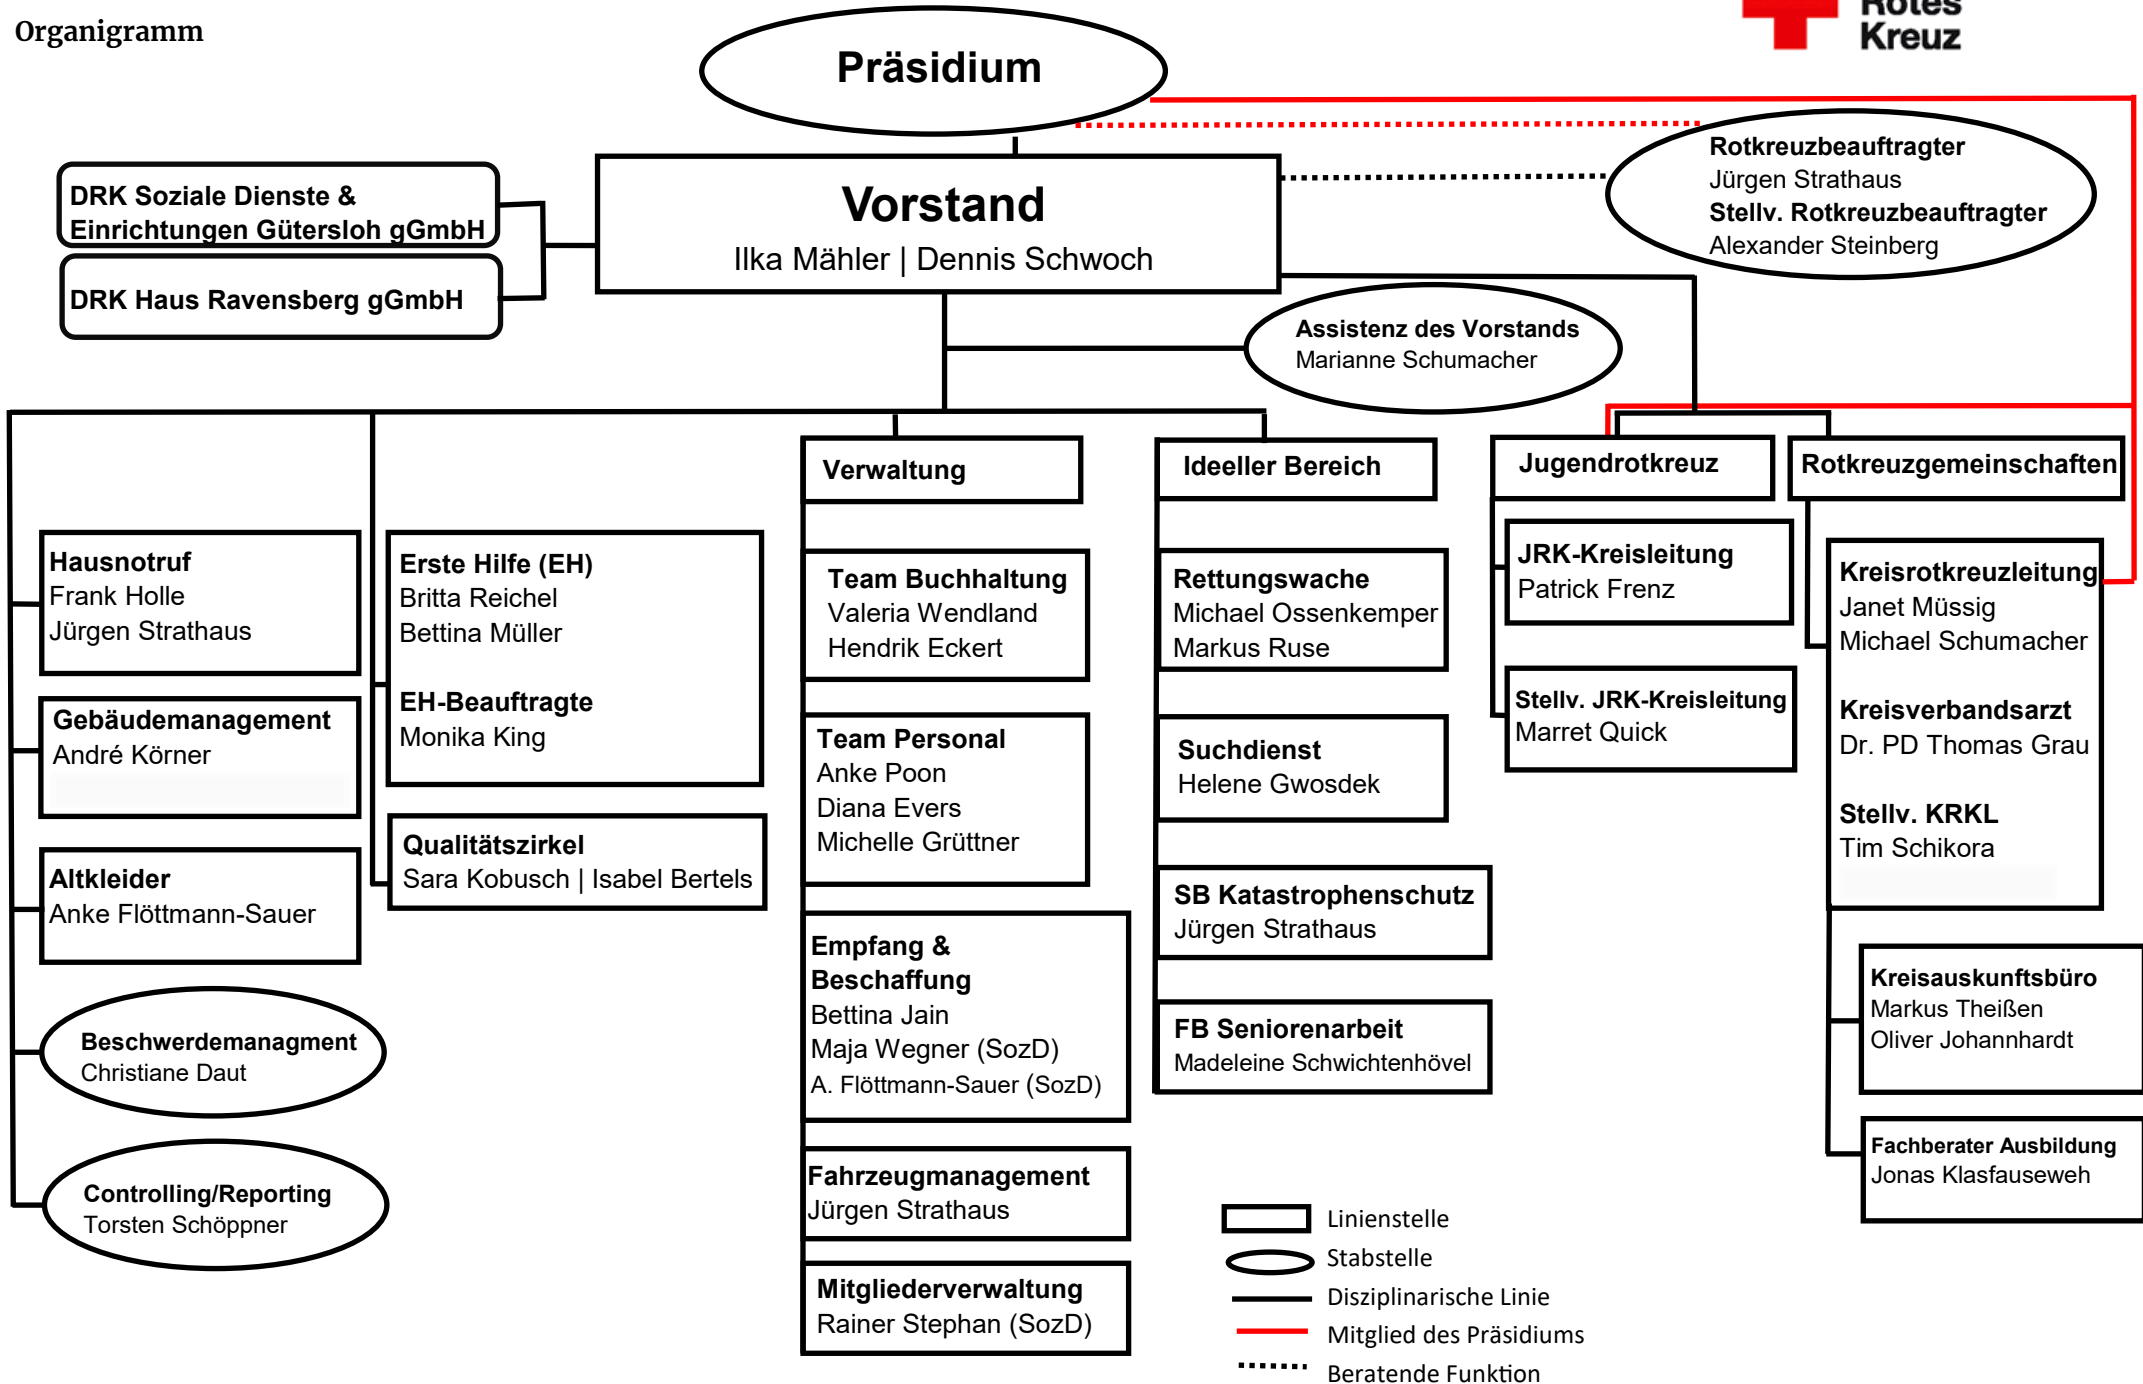 Organigramm
Rotes
Kreuz
Präsidium
Rotkreuzbeauftragter
Jürgen Strathaus
Stellv. Rotkreuzbeauftragter
Alexander Steinberg
DRK Soziale Dienste &
Einrichtungen Gütersloh gGmbH
DRK Haus Ravensberg gGmbH
Vorstand
Ilka Mähler | Dennis Schwoch
Assistenz des Vorstands
Marianne Schumacher
Hausnotruf
Frank Holle
Jürgen Strathaus
Gebäudemanagement
André Körner
Altkleider
Anke Flöttmann-Sauer
Beschwerdemanagment
Christiane Daut
Controlling/Reporting
Torsten Schöppner
Erste Hilfe (EH)
Britta Reichel
Bettina Müller
EH-Beauftragte
Monika King
Qualitätszirkel
Sara Kobusch | Isabel Bertels
Verwaltung
Team Buchhaltung
Valeria Wendland
Hendrik Eckert
Team Personal
Anke Poon
Diana Evers
Michelle Grüttner
Empfang &
Beschaffung
Bettina Jain
Maja Wegner (SozD)
A. Flöttmann-Sauer (SozD)
Fahrzeugmanagement
Jürgen Strathaus
Mitgliederverwaltung
Rainer Stephan (SozD)
Ideeller Bereich
Rettungswache
Michael Ossenkemper
Markus Ruse
Suchdienst
Helene Gwosdek
SB Katastrophenschutz
Jürgen Strathaus
FB Seniorenarbeit
Madeleine Schwichtenhövel
Jugendrotkreuz
JRK-Kreisleitung
Patrick Frenz
Stellv. JRK-Kreisleitung
Marret Quick
Rotkreuzgemeinschaften
Kreisrotkreuzleitung
Janet Müssig
Michael Schumacher
Kreisverbandsarzt
Dr. PD Thomas Grau
Stellv. KRKL
Tim Schikora
Kreisauskunftsbüro
Markus Theißen
Oliver Johannhardt
Fachberater Ausbildung
Jonas Klasfauseweh
Linienstelle
Stabstelle
Disziplinarische Linie
Mitglied des Präsidiums
Beratende Funktion